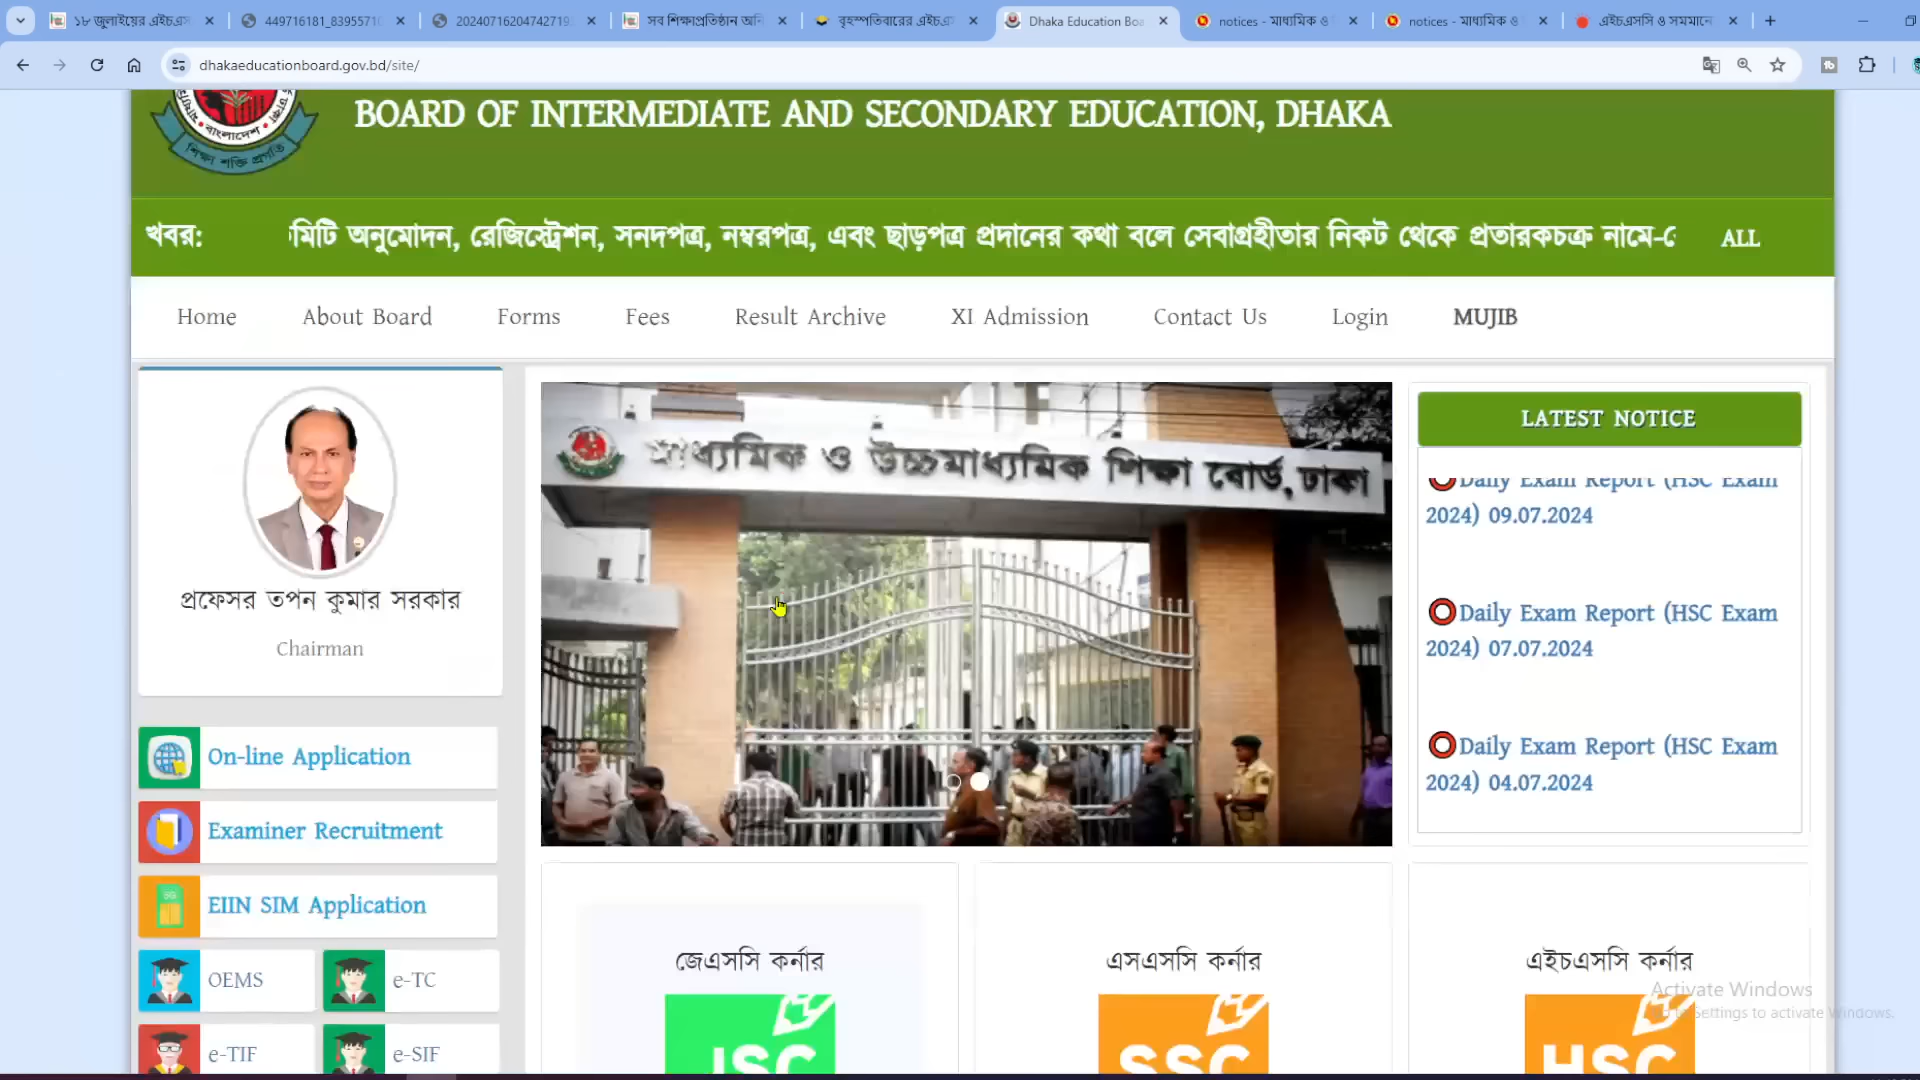 ১৮ জুলাইয়ের এইচএস
449716181_8395571
2024071620474271
সব শিক্ষাপ্রতিষ্ঠান অনি
বৃহস্পতিবারের এইচএ
Dhaka Education Boa
notices - মাধ্যমিক ও
notices - মাধ্যমিক ও
এইচএসসি ও সমমানে
dhakaeducationboard.gov.bd/site/
বাংলাদেশ
শিক্ষা শক্তি প্রগতি
BOARD OF INTERMEDIATE AND SECONDARY EDUCATION, DHAKA
খবর:
মিটি অনুমোদন, রেজিস্ট্রেশন, সনদপত্র, নম্বরপত্র, এবং ছাড়পত্র প্রদানের কথা বলে সেবাগ্রহীতার নিকট থেকে প্রতারকচক্র নামে-
ALL
Home
About Board
Forms
Fees
Result Archive
XI Admission
Contact Us
Login
MUJIB
প্রফেসর তপন কুমার সরকার
Chairman
On-line Application
Examiner Recruitment
EIIN SIM Application
OEMS
e-TC
e-TIF
e-SIF
মাধ্যমিক ও উচ্চমাধ্যমিক শিক্ষা বোর্ড, ঢাকা
LATEST NOTICE
Daily Exam Report (HSC Exam
2024) 09.07.2024
Daily Exam Report (HSC Exam
2024) 07.07.2024
Daily Exam Report (HSC Exam
2024) 04.07.2024
জেএসসি কর্নার
JSC
এসএসসি কর্নার
SSC
এইচএসসি কর্নার
HSC
Activate Windows
Settings to activate Windows.